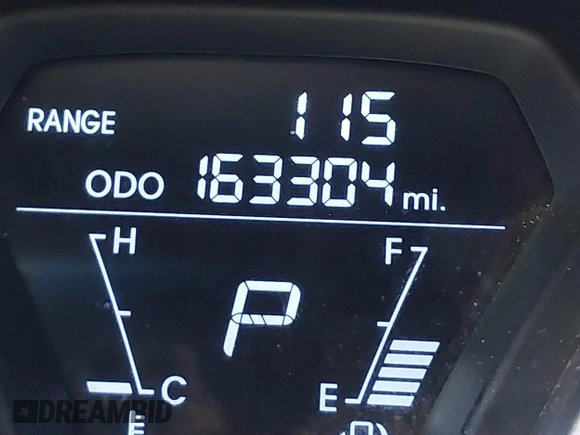 RANGE 115
ODO 163304 mi.
H F
P
C E
DREAMBID